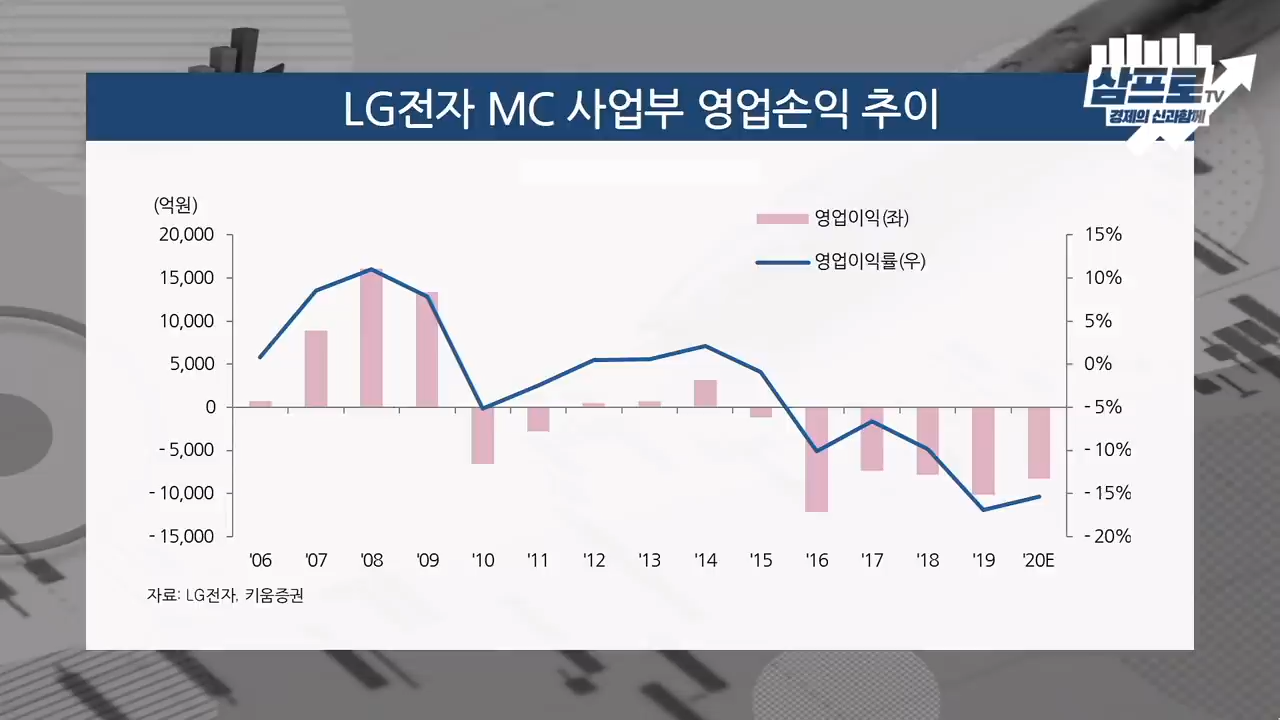 LG전자 MC 사업부 영업손익 추이
삼프로TV
경제의 신과함께
(억원)
영업이익(좌)
영업이익률(우)
20,000
15,000
10,000
5,000
0
-5,000
-10,000
-15,000
15%
10%
5%
0%
-5%
-10%
-15%
-20%
'06 '07 '08 '09 '10 '11 '12 '13 '14 '15 '16 '17 '18 '19 '20E
자료: LG전자, 키움증권